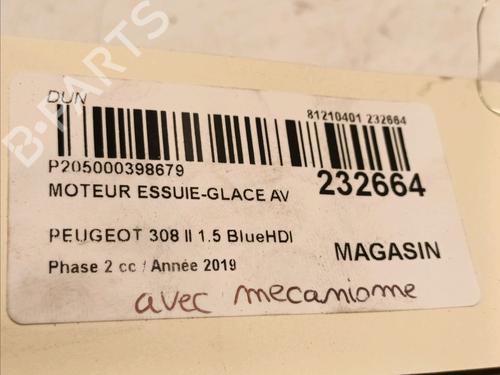 DUN
81210401 232664
P205000398679
232664
MOTEUR ESSUIE-GLACE AV
PEUGEOT 308 II 1.5 BlueHDI
MAGASIN
Phase 2 cc / Année 2019
avec mecaniome
B-PARTS